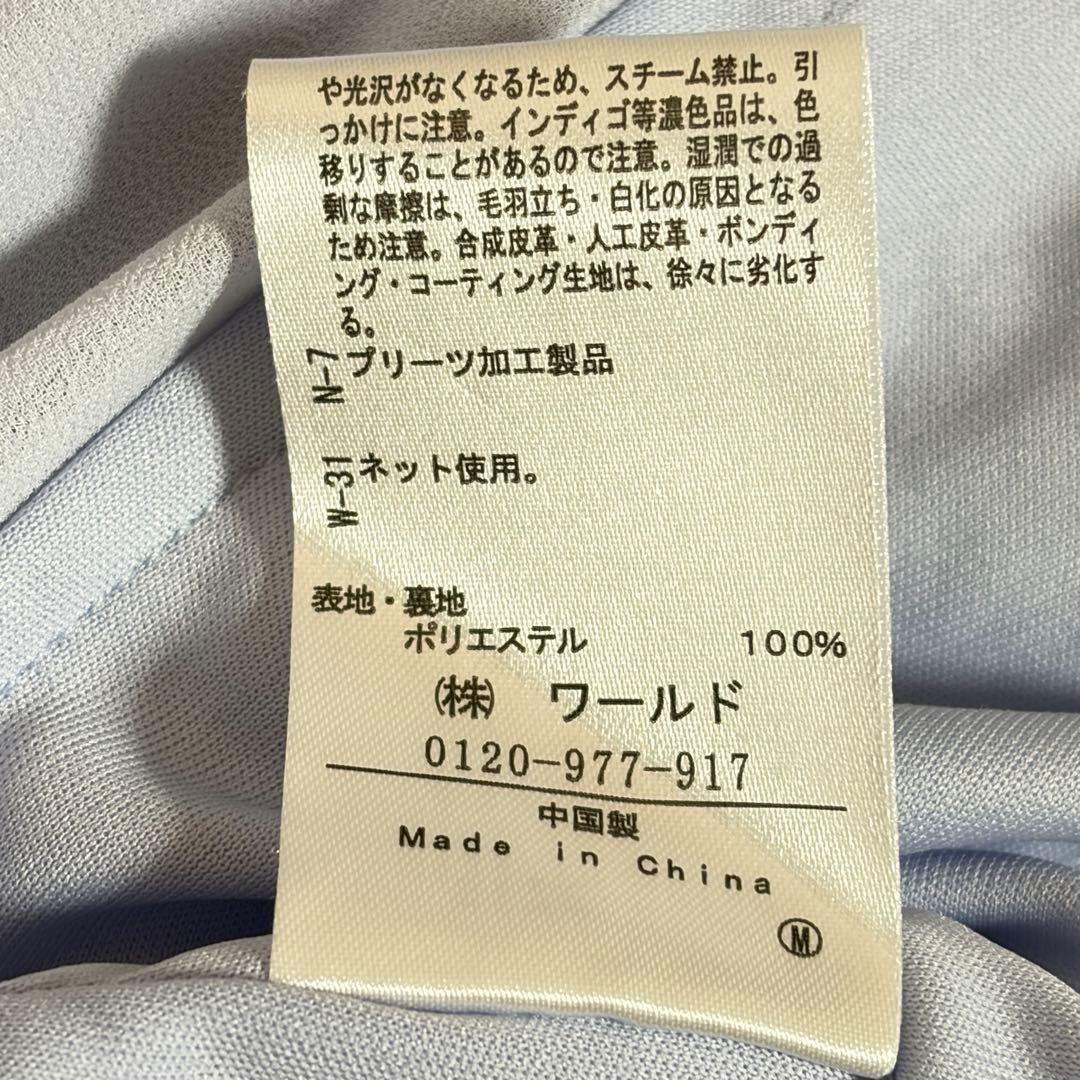 や光沢がなくなるため、スチーム禁止。引
っかけに注意。インディゴ等濃色品は、色
移りすることがあるので注意。湿潤での過
剰な摩擦は、毛羽立ち・白化の原因となる
ため注意。合成皮革・人工皮革・ボンディ
ング・コーティング生地は、徐々に劣化す
る。
N-7 プリーツ加工製品
W-31 ネット使用。
表地・裏地
ポリエステル 100%
㈱ ワールド
0120-977-917
中国製
Made in China
Ⓜ